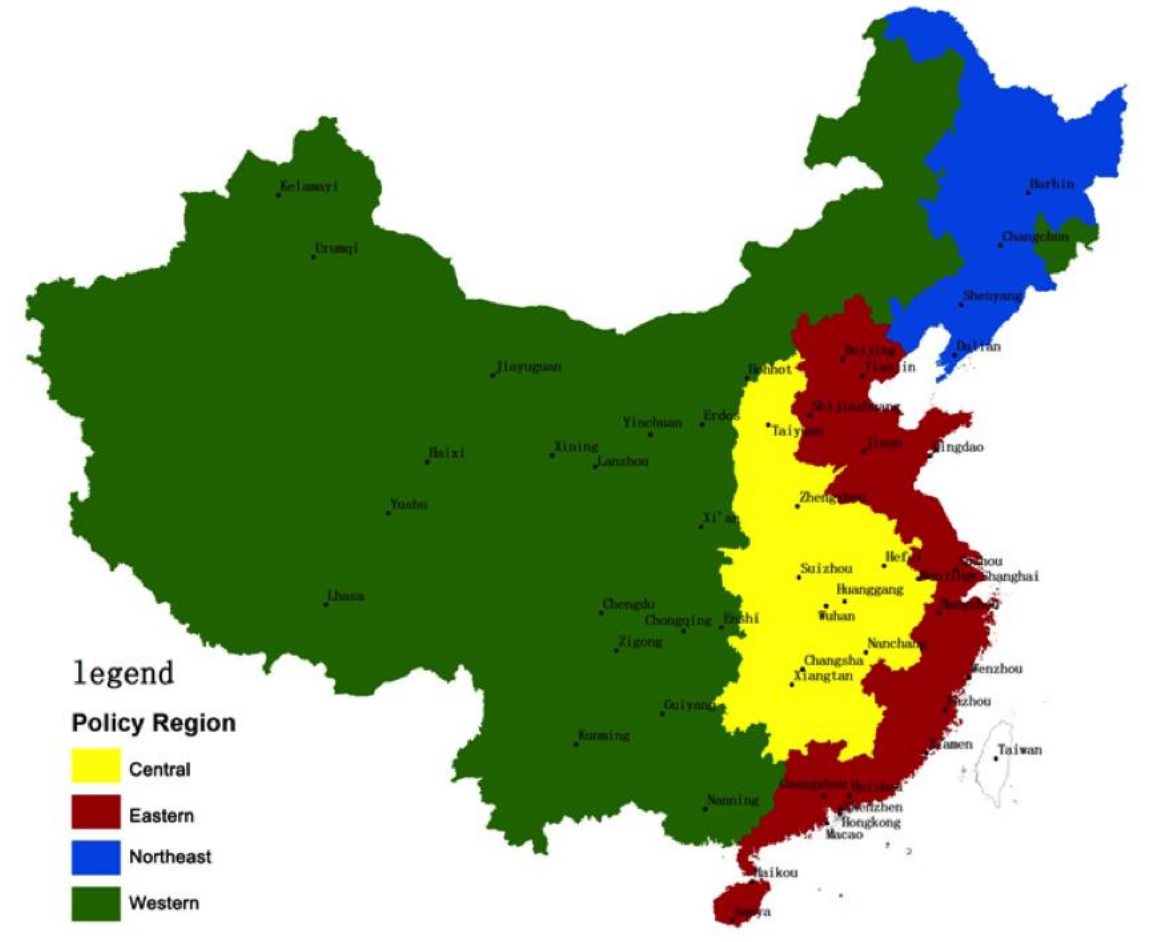 Kelamayi
Harbin
Changchun
Urumqi
Shenyang
Dalian
Beijing
Tianjin
Hohhot
Jiayuguan
Shijiazhuang
Erdos
Yinchuan
Taiyuan
Jinan
Qingdao
Xining
Lanzhou
Haixi
Zhengzhou
Yushu
Xi'an
Hefei
Suzhou
Suizhou
Nanjing
Shanghai
Huanggang
Lhasa
Chengdu
Hangzhou
Wuhan
Chongqing
Enshi
Zigong
Nanchang
Changsha
Xiangtan
Wenzhou
legend
Guiyang
Fuzhou
Policy Region
Kunming
Xiamen
Taiwan
Central
Guangzhou
Huizhou
Nanning
Shenzhen
Eastern
Hongkong
Macao
Northeast
Haikou
Western
Sanya